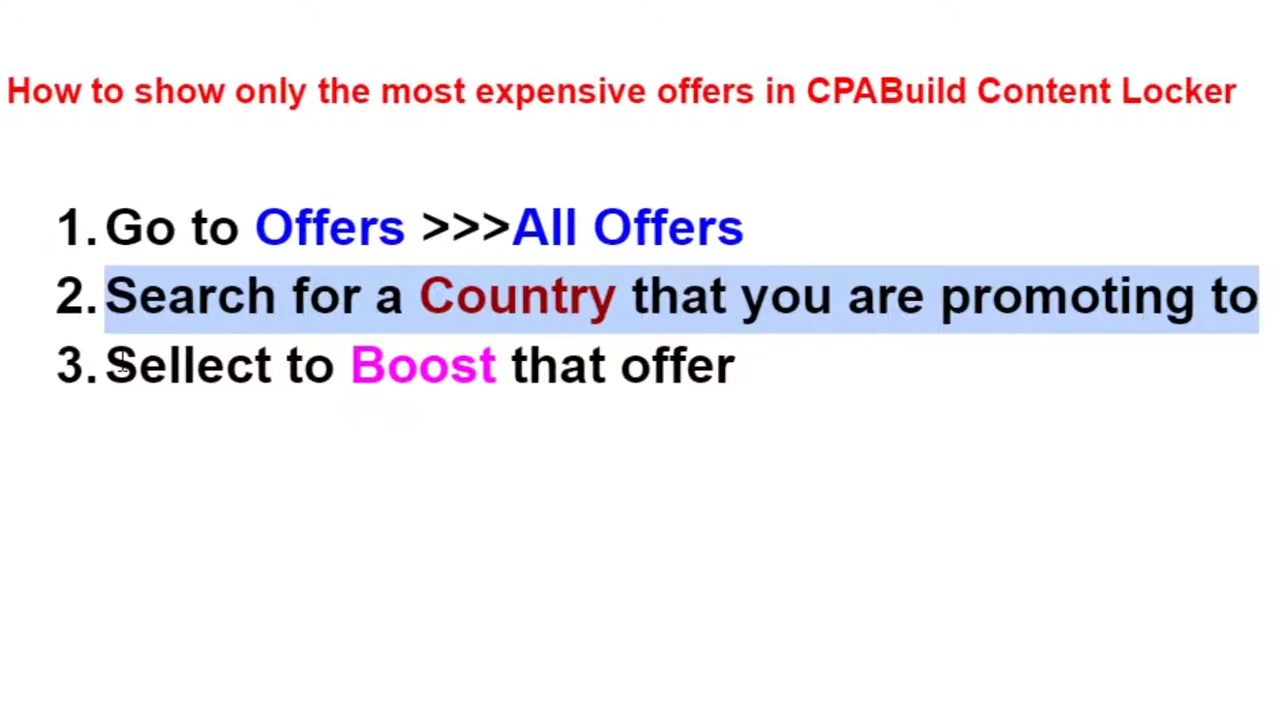 How to show only the most expensive offers in CPABuild Content Locker
1. Go to Offers >>>All Offers
2. Search for a Country that you are promoting to
3. Sellect to Boost that offer